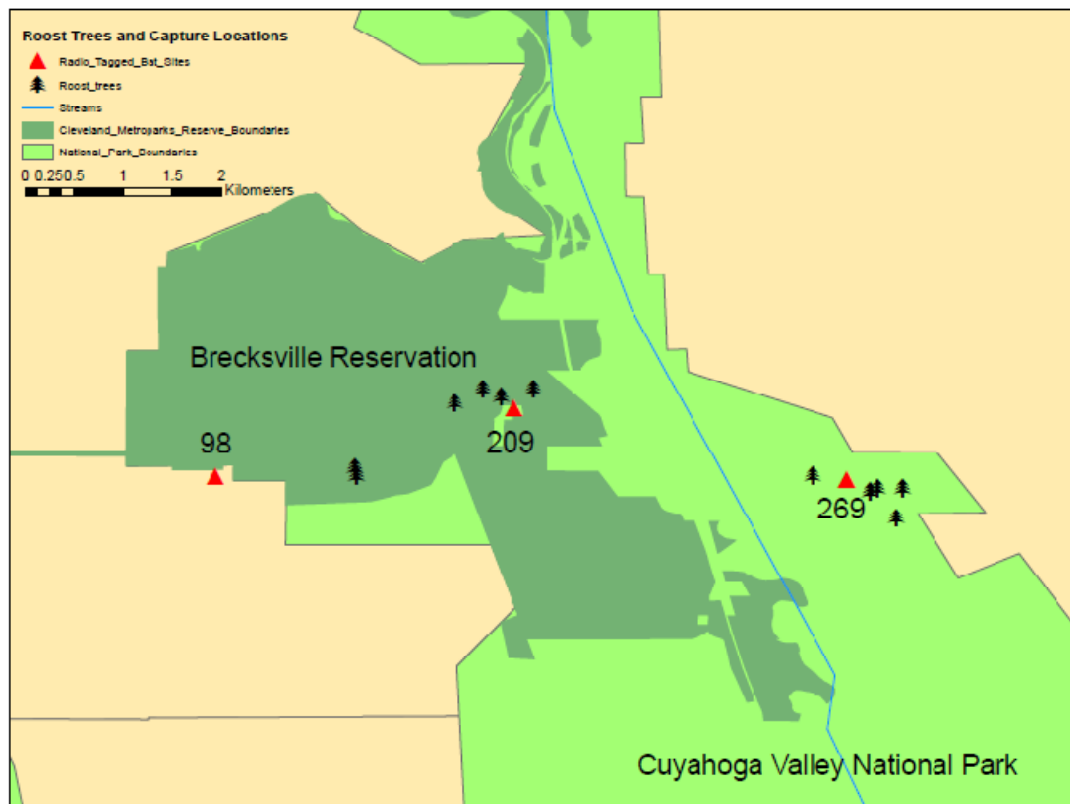 Roost Trees and Capture Locations
Radio_Tagged_Bat_Sites
Roost_trees
Streams
Cleveland_Metroparks_Reserve_Boundaries
National_Park_Boundaries
0 0.250.5 1 1.5 2
Kilometers
Brecksville Reservation
98
209
269
Cuyahoga Valley National Park